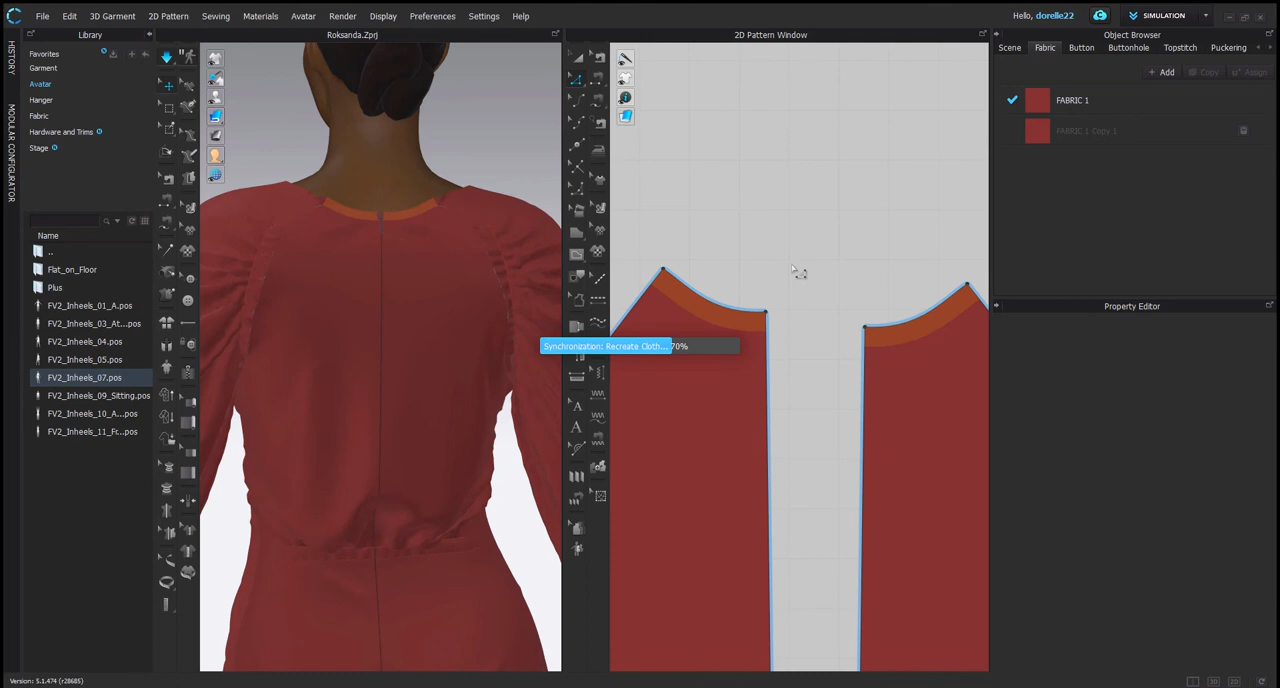 File Edit 3D Garment 2D Pattern Sewing Materials Avatar Render Display Preferences Settings Help
Hello, dorelle22
SIMULATION
Library
Roksanda.Zprj
2D Pattern Window
Object Browser
HISTORY
MODULAR CONFIGURATOR
Favorites
Garment
Avatar
Hanger
Fabric
Hardware and Trims
Stage
Name
..
Flat_on_Floor
Plus
FV2_Inheels_01_A.pos
FV2_Inheels_03_At...pos
FV2_Inheels_04.pos
FV2_Inheels_05.pos
FV2_Inheels_07.pos
FV2_Inheels_09_Sitting.pos
FV2_Inheels_10_A...pos
FV2_Inheels_11_Fr...pos
Synchronization: Recreate Cloth... 70%
Scene Fabric Button Buttonhole Topstitch Puckering
+ Add Copy Assign
FABRIC 1
FABRIC 1 Copy 1
Property Editor
Version: 5.1.474 (r28685)
3D 2D